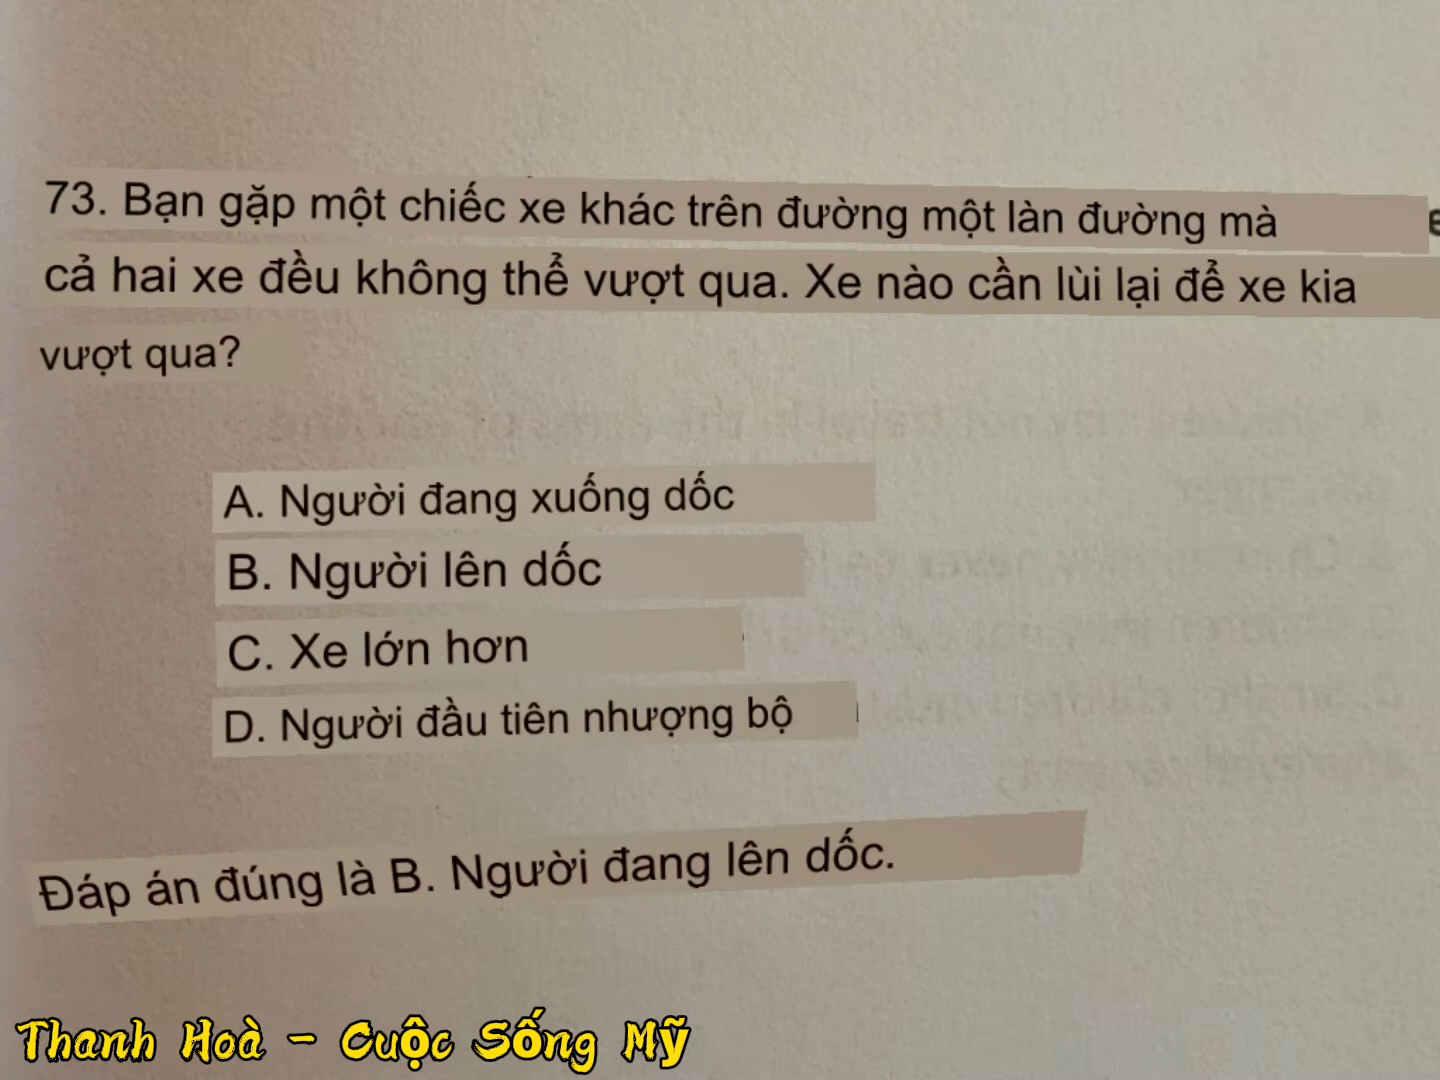 73. Bạn gặp một chiếc xe khác trên đường một làn đường mà
cả hai xe đều không thể vượt qua. Xe nào cần lùi lại để xe kia
vượt qua?
A. Người đang xuống dốc
B. Người lên dốc
C. Xe lớn hơn
D. Người đầu tiên nhượng bộ
Đáp án đúng là B. Người đang lên dốc.
Thanh Hoà - Cuộc Sống Mỹ